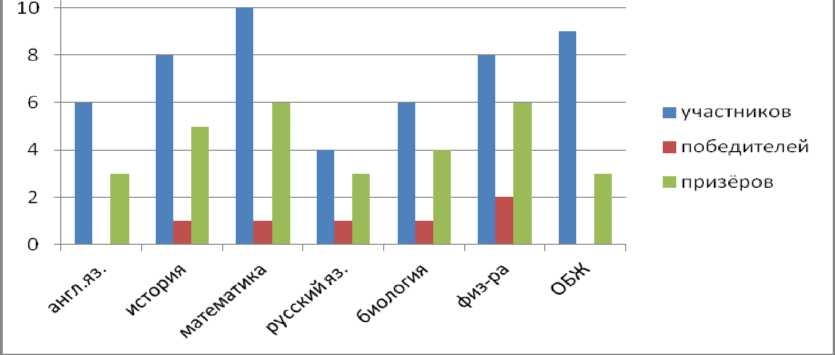 10
8
6
4
2
0
англ.яз.
история
математика
русский яз.
биология
физ-ра
ОБЖ
участников
победителей
призёров